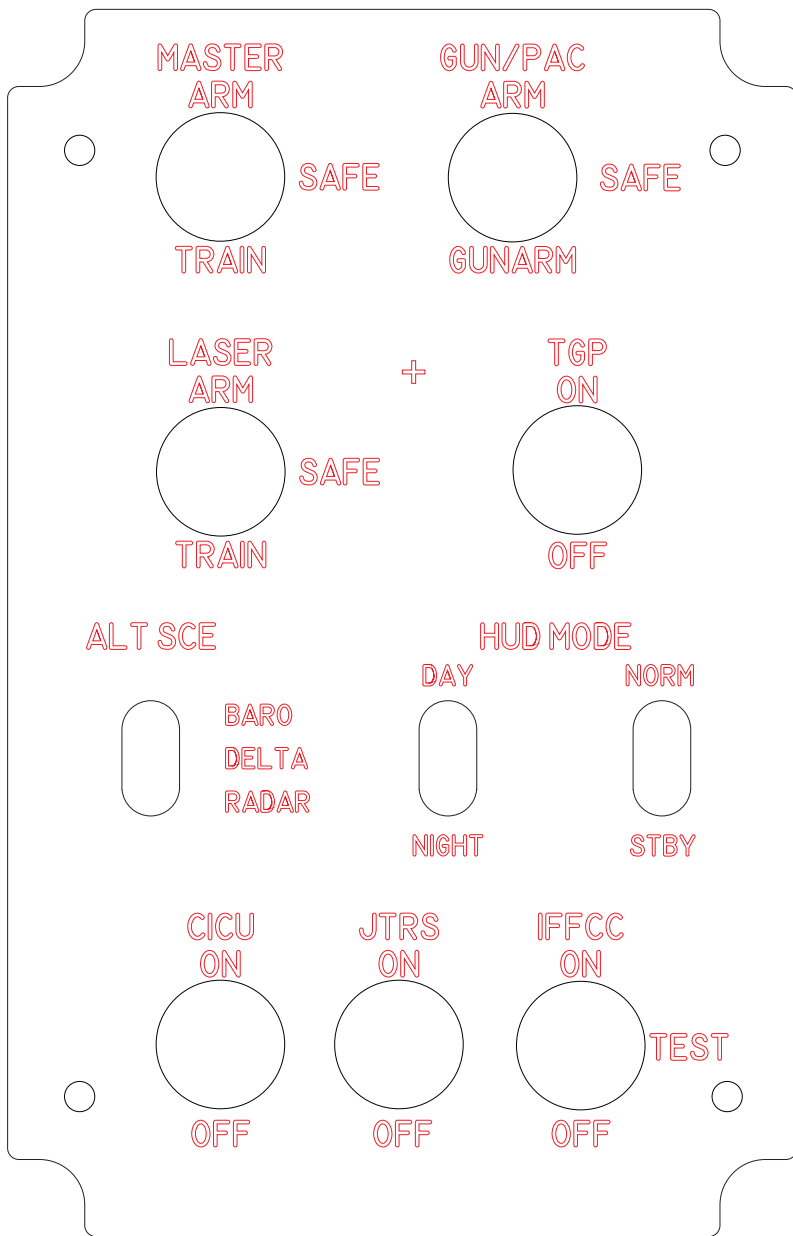 MASTER
ARM
SAFE
TRAIN
GUN/PAC
ARM
SAFE
GUNARM
LASER
ARM
SAFE
TRAIN
+
TGP
ON
OFF
ALT SCE
BARO
DELTA
RADAR
HUD MODE
DAY
NIGHT
NORM
STBY
CICU
ON
OFF
JTRS
ON
OFF
IFFCC
ON
TEST
OFF